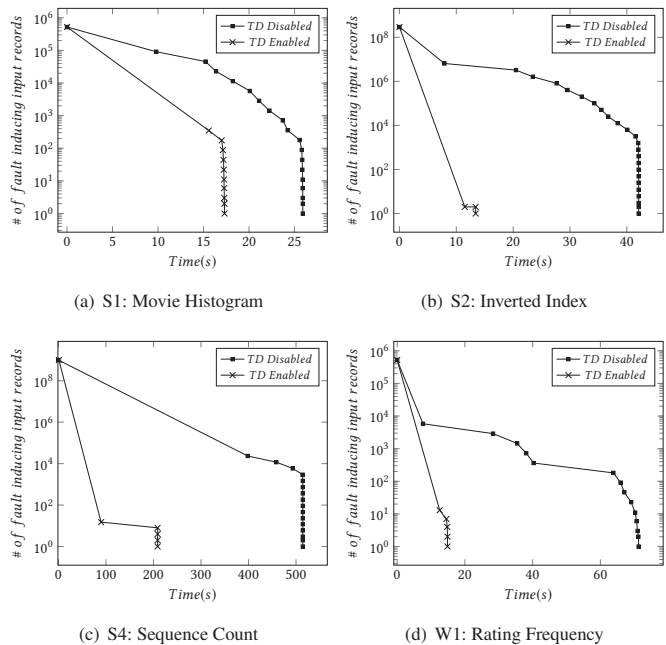 # of fault inducing input records
10^6
10^5
10^4
10^3
10^2
10^1
10^0
0 5 10 15 20 25
Time(s)
TD Disabled
TD Enabled
(a) S1: Movie Histogram
# of fault inducing input records
10^8
10^6
10^4
10^2
10^0
0 10 20 30 40
Time(s)
TD Disabled
TD Enabled
(b) S2: Inverted Index
# of fault inducing input records
10^8
10^6
10^4
10^2
10^0
0 100 200 300 400 500
Time(s)
TD Disabled
TD Enabled
(c) S4: Sequence Count
# of fault inducing input records
10^6
10^5
10^4
10^3
10^2
10^1
10^0
0 20 40 60
Time(s)
TD Disabled
TD Enabled
(d) W1: Rating Frequency